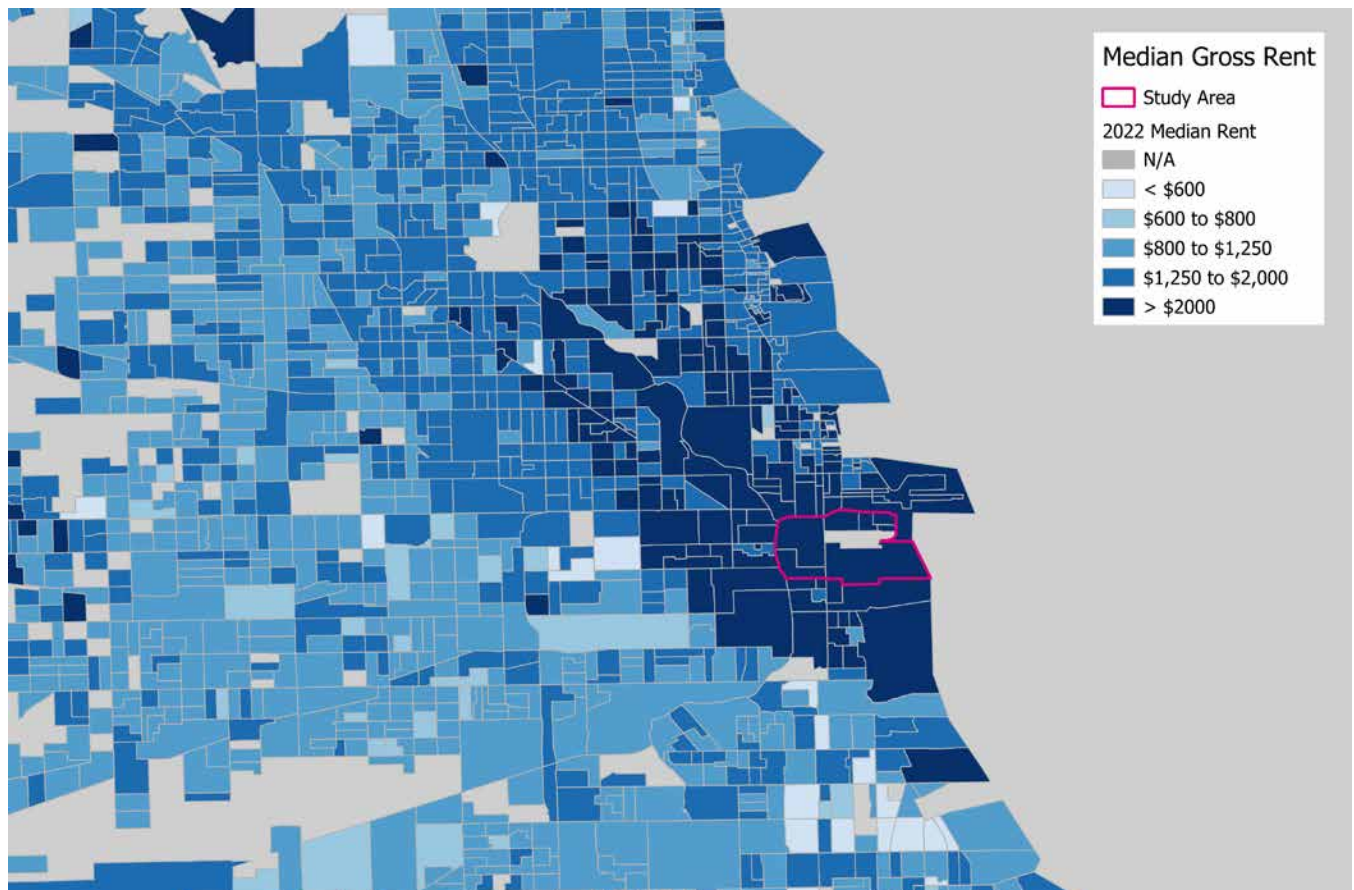 Median Gross Rent
Study Area
2022 Median Rent
N/A
< $600
$600 to $800
$800 to $1,250
$1,250 to $2,000
> $2000